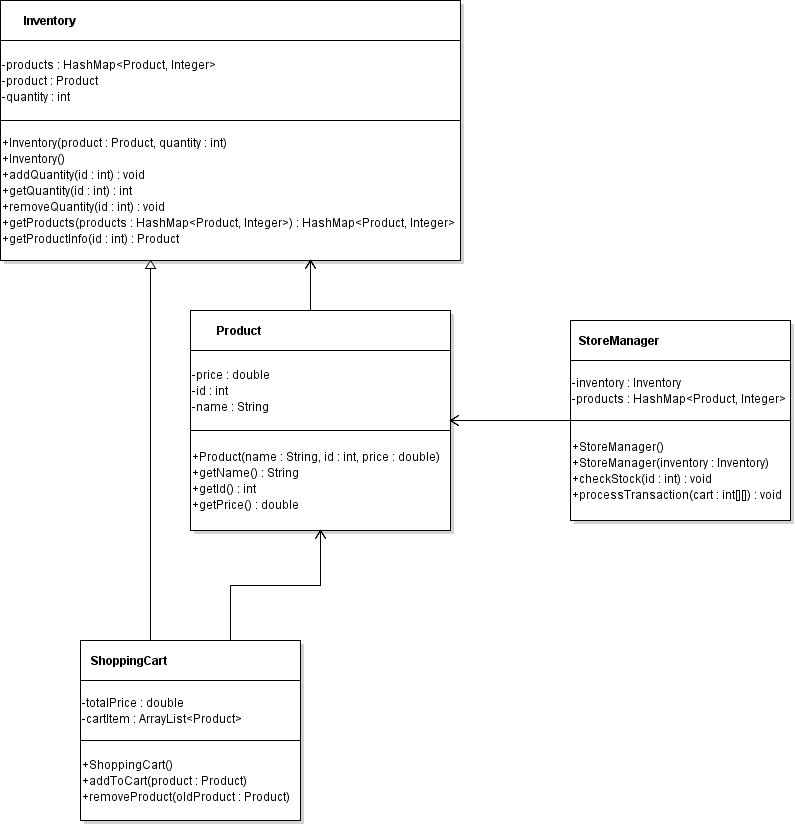 Inventory
-products : HashMap<Product, Integer>
-product : Product
-quantity : int
+Inventory(product : Product, quantity : int)
+Inventory()
+addQuantity(id : int) : void
+getQuantity(id : int) : int
+removeQuantity(id : int) : void
+getProducts(products : HashMap<Product, Integer>) : HashMap<Product, Integer>
+getProductInfo(id : int) : Product
Product
-price : double
-id : int
-name : String
+Product(name : String, id : int, price : double)
+getName() : String
+getId() : int
+getPrice() : double
StoreManager
-inventory : Inventory
-products : HashMap<Product, Integer>
+StoreManager()
+StoreManager(inventory : Inventory)
+checkStock(id : int) : void
+processTransaction(cart : int[][]) : void
ShoppingCart
-totalPrice : double
-cartItem : ArrayList<Product>
+ShoppingCart()
+addToCart(product : Product)
+removeProduct(oldProduct : Product)